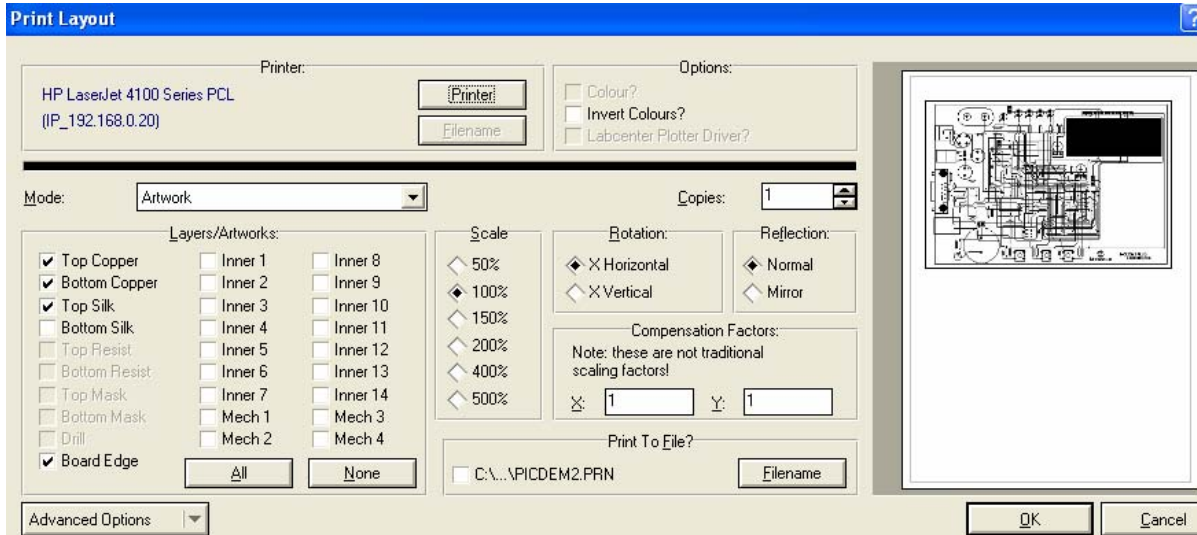 Print Layout
?
Printer:
HP LaserJet 4100 Series PCL
(IP_192.168.0.20)
Printer
Filename
Options:
Colour?
Invert Colours?
Labcenter Plotter Driver?
Mode:
Artwork
Copies:
1
Layers/Artworks:
Top Copper
Bottom Copper
Top Silk
Bottom Silk
Top Resist
Bottom Resist
Top Mask
Bottom Mask
Drill
Board Edge
Inner 1
Inner 2
Inner 3
Inner 4
Inner 5
Inner 6
Inner 7
Mech 1
Mech 2
Inner 8
Inner 9
Inner 10
Inner 11
Inner 12
Inner 13
Inner 14
Mech 3
Mech 4
All
None
Scale
50%
100%
150%
200%
400%
500%
Rotation:
X Horizontal
X Vertical
Reflection:
Normal
Mirror
Compensation Factors:
Note: these are not traditional
scaling factors!
X:
1
Y:
1
Print To File?
C:\...\PICDEM2.PRN
Filename
Advanced Options
OK
Cancel